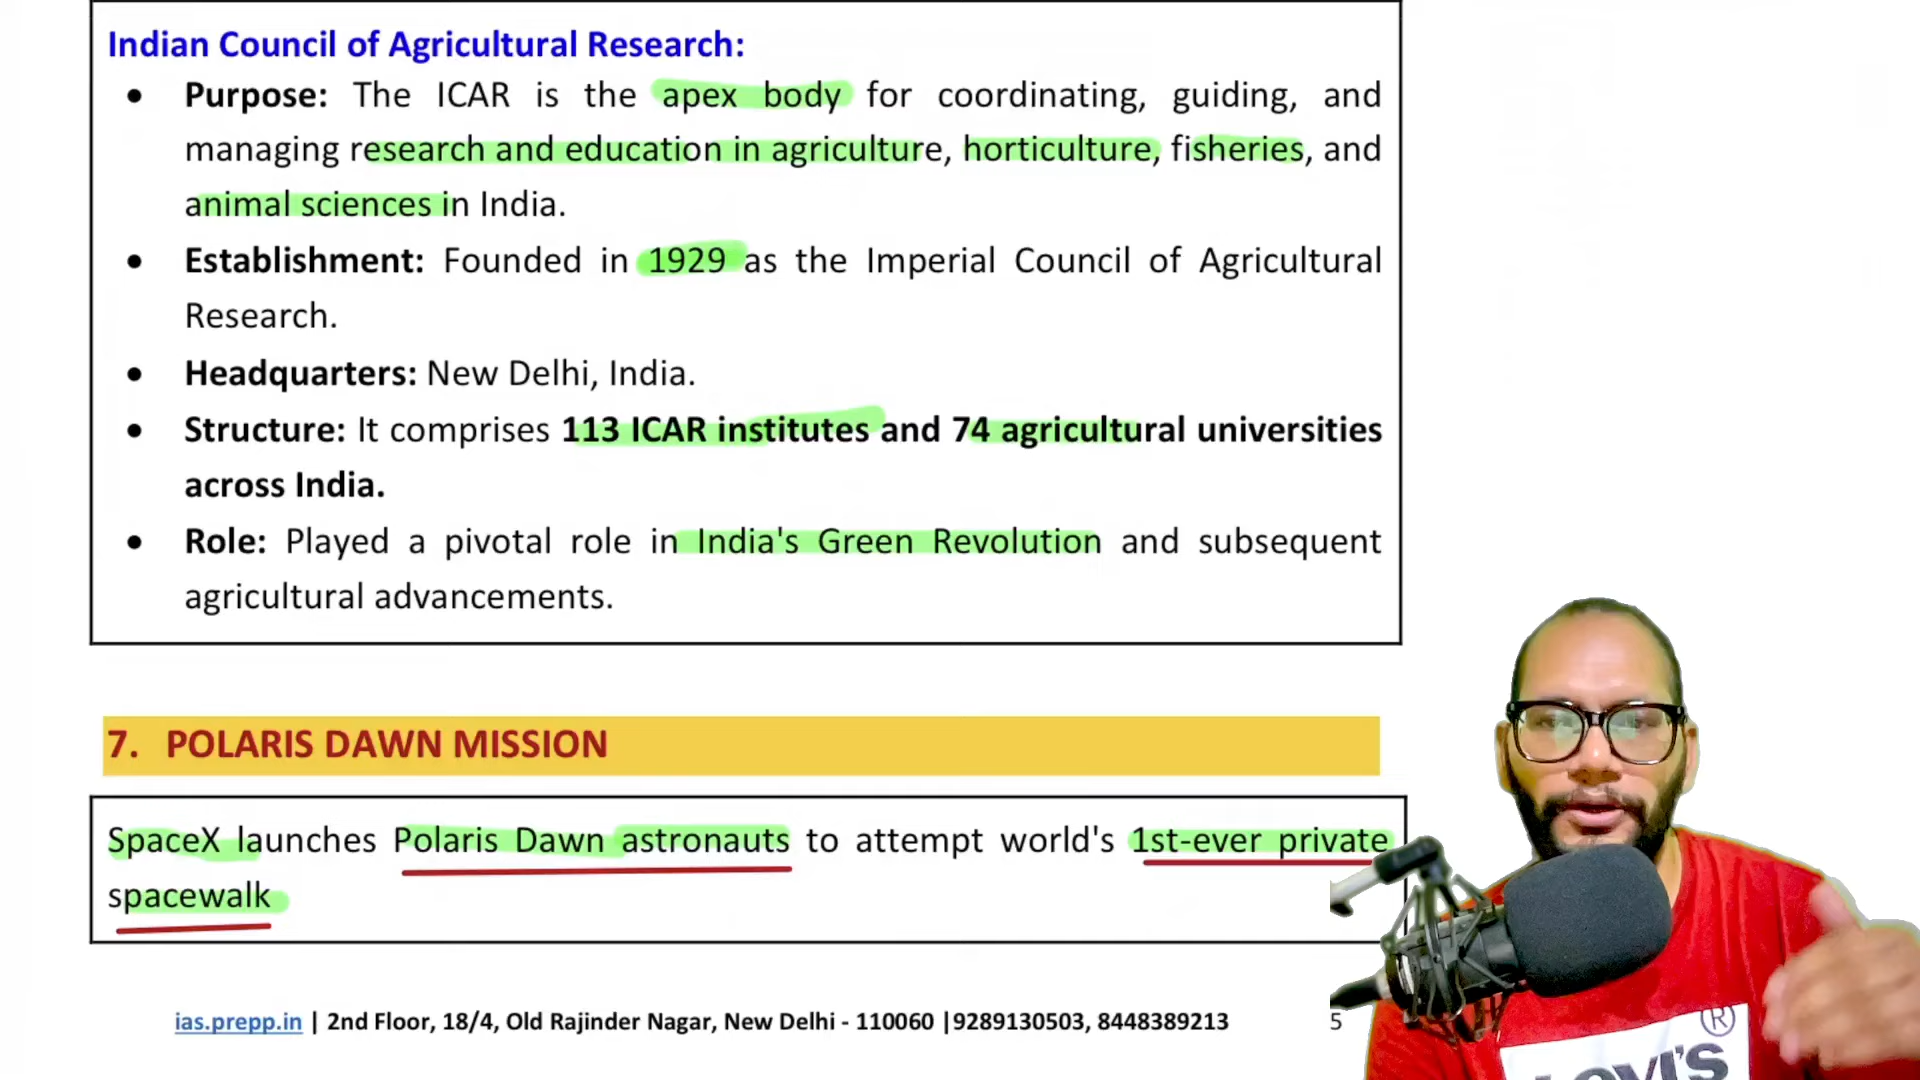 Indian Council of Agricultural Research:
• Purpose: The ICAR is the apex body for coordinating, guiding, and
managing research and education in agriculture, horticulture, fisheries, and
animal sciences in India.
• Establishment: Founded in 1929 as the Imperial Council of Agricultural
Research.
• Headquarters: New Delhi, India.
• Structure: It comprises 113 ICAR institutes and 74 agricultural universities
across India.
• Role: Played a pivotal role in India's Green Revolution and subsequent
agricultural advancements.
7. POLARIS DAWN MISSION
SpaceX launches Polaris Dawn astronauts to attempt world's 1st-ever private
spacewalk
ias.prepp.in | 2nd Floor, 18/4, Old Rajinder Nagar, New Delhi - 110060 |9289130503, 8448389213
5
®